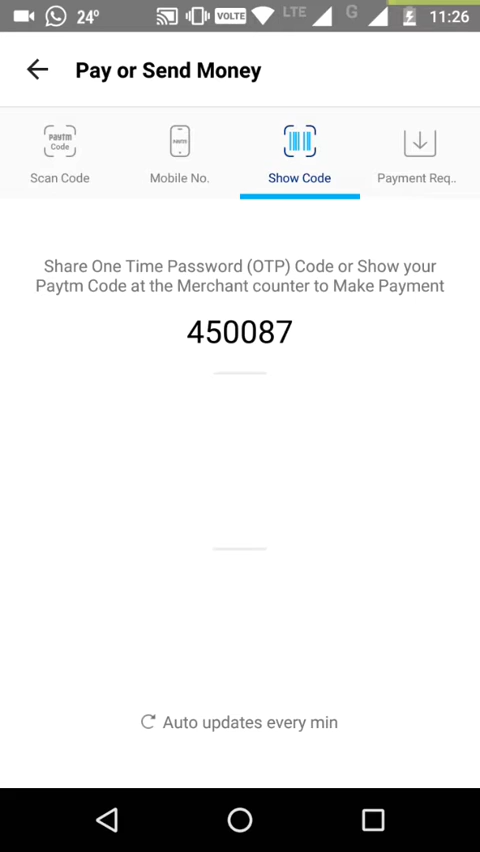 24°
VOLTE
LTE
G
11:26
Pay or Send Money
Paytm
Code
Scan Code
Mobile No.
Show Code
Payment Req..
Share One Time Password (OTP) Code or Show your
Paytm Code at the Merchant counter to Make Payment
450087
Auto updates every min